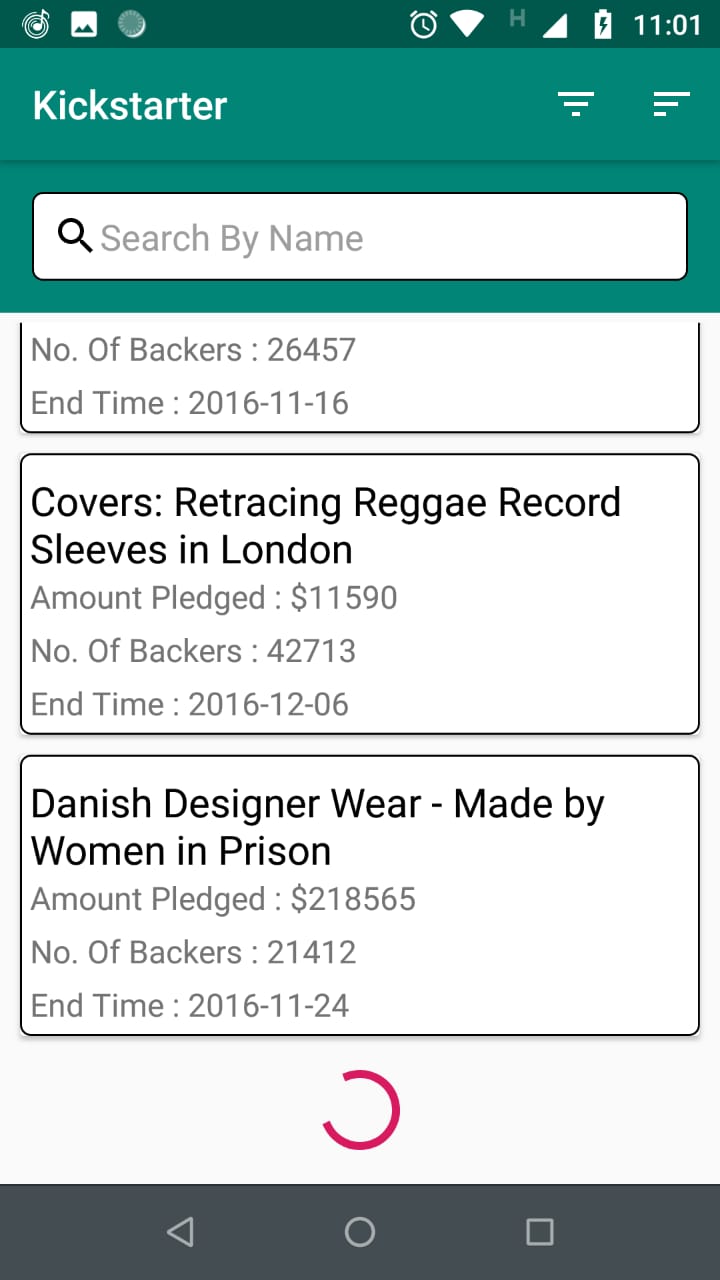 H 11:01
Kickstarter
Search By Name
No. Of Backers : 26457
End Time : 2016-11-16
Covers: Retracing Reggae Record
Sleeves in London
Amount Pledged : $11590
No. Of Backers : 42713
End Time : 2016-12-06
Danish Designer Wear - Made by
Women in Prison
Amount Pledged : $218565
No. Of Backers : 21412
End Time : 2016-11-24